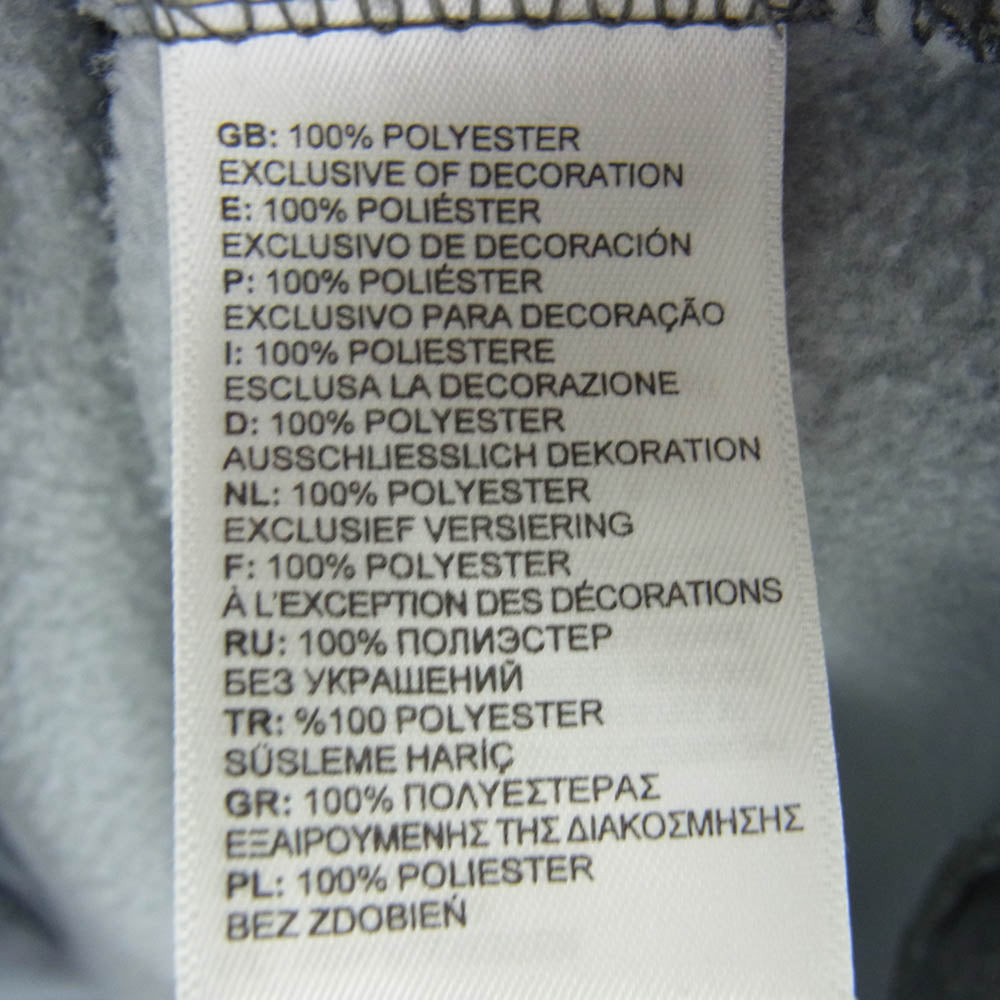 GB: 100% POLYESTER
EXCLUSIVE OF DECORATION
E: 100% POLIÉSTER
EXCLUSIVO DE DECORACIÓN
P: 100% POLIÉSTER
EXCLUSIVO PARA DECORAÇÃO
I: 100% POLIESTERE
ESCLUSA LA DECORAZIONE
D: 100% POLYESTER
AUSSCHLIESSLICH DEKORATION
NL: 100% POLYESTER
EXCLUSIEF VERSIERING
F: 100% POLYESTER
À L'EXCEPTION DES DÉCORATIONS
RU: 100% ПОЛИЭСТЕР
БЕЗ УКРАШЕНИЙ
TR: %100 POLYESTER
SÜSLEME HARİÇ
GR: 100% ΠΟΛΥΕΣΤΕΡΑΣ
ΕΞΑΙΡΟΥΜΕΝΗΣ ΤΗΣ ΔΙΑΚΟΣΜΗΣΗΣ
PL: 100% POLIESTER
BEZ ZDOBIEŃ